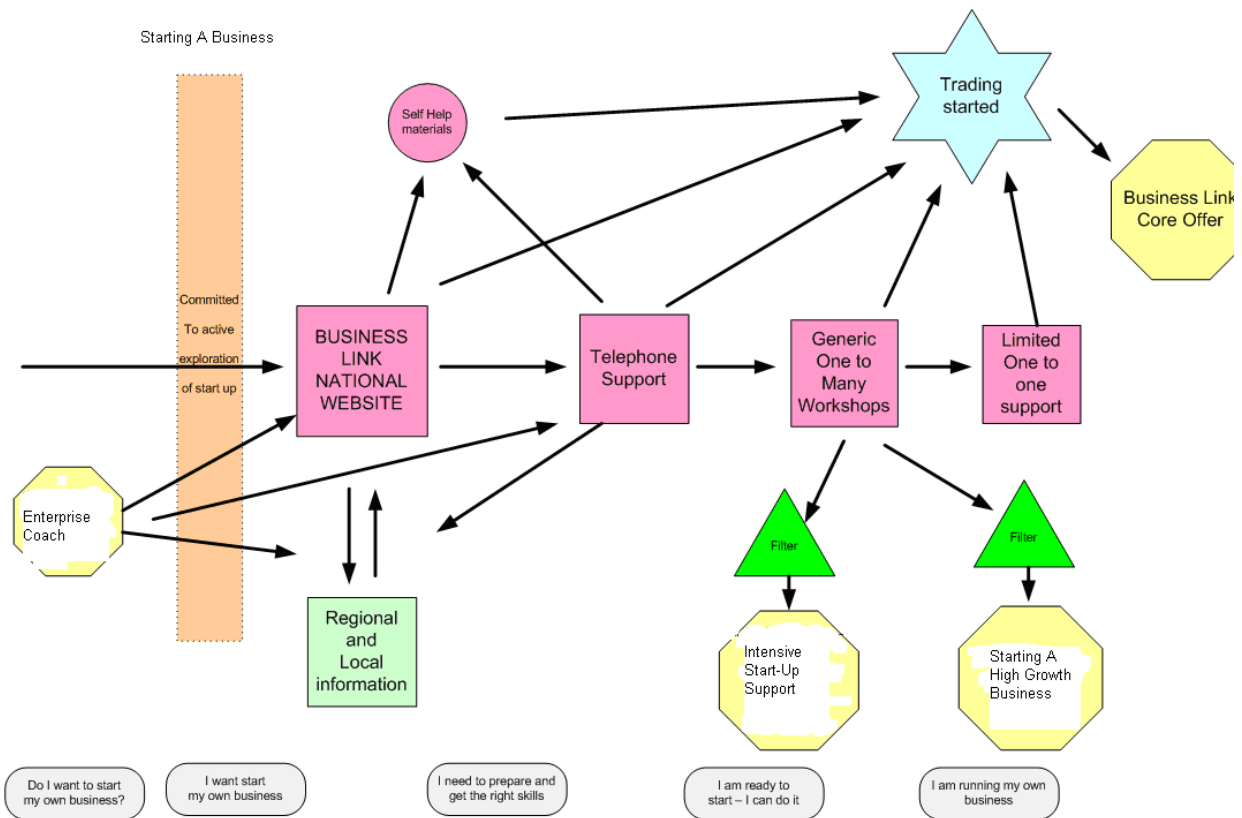 Starting A Business
Self Help
materials
Trading
started
Business Link
Core Offer
Committed
To active
exploration
of start up
BUSINESS
LINK
NATIONAL
WEBSITE
Telephone
Support
Generic
One to
Many
Workshops
Limited
One to
one
support
Enterprise
Coach
Filter
Filter
Regional
and
Local
information
Intensive
Start-Up
Support
Starting A
High Growth
Business
Do I want to start
my own business?
I want start
my own business
I need to prepare and
get the right skills
I am ready to
start – I can do it
I am running my own
business